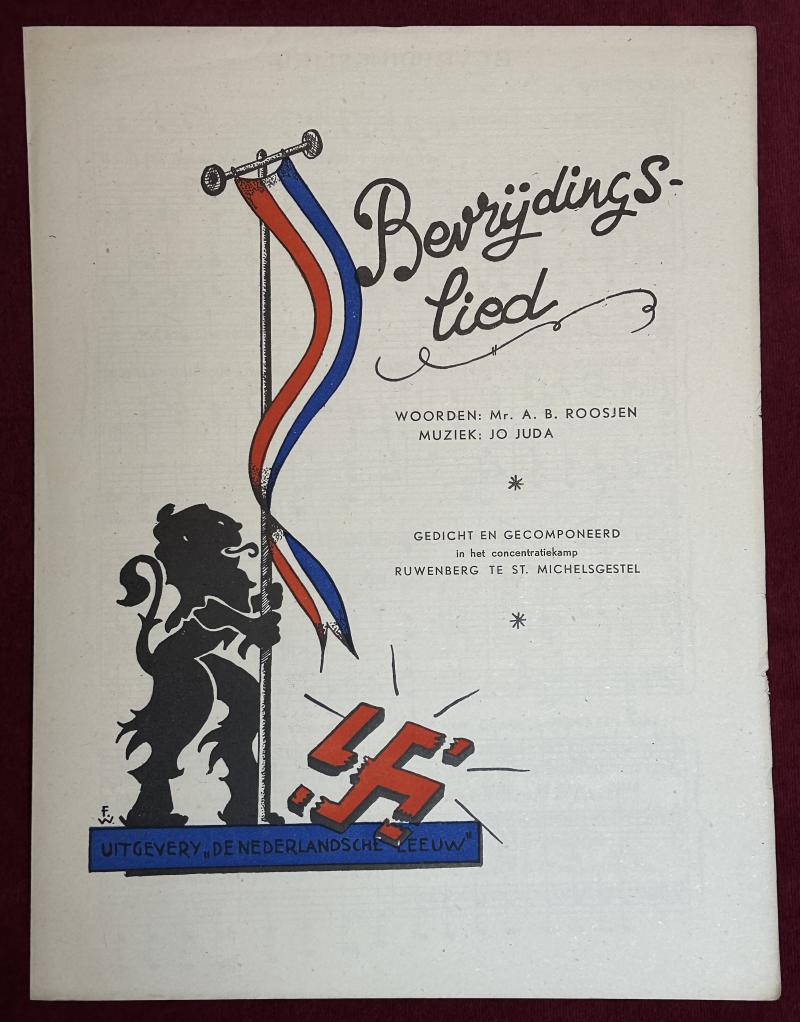 Bevrijdings-
lied
WOORDEN: Mr. A. B. ROOSJEN
MUZIEK: JO JUDA
*
GEDICHT EN GECOMPONEERD
in het concentratiekamp
RUWENBERG TE ST. MICHELSGESTEL
*
F.
W.
UITGEVERY „DE NEDERLANDSCHE LEEUW"